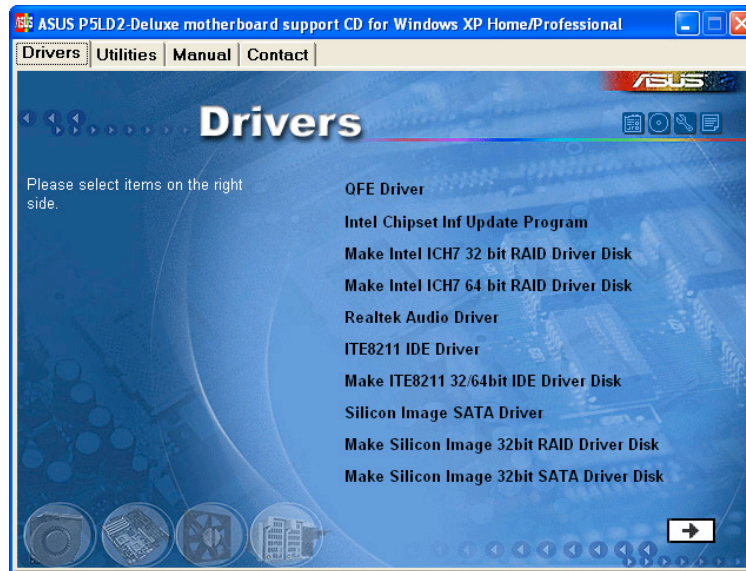 ASUS P5LD2-Deluxe motherboard support CD for Windows XP Home/Professional
Drivers Utilities Manual Contact
ASUS
Drivers
Please select items on the right
side.
QFE Driver
Intel Chipset Inf Update Program
Make Intel ICH7 32 bit RAID Driver Disk
Make Intel ICH7 64 bit RAID Driver Disk
Realtek Audio Driver
ITE8211 IDE Driver
Make ITE8211 32/64bit IDE Driver Disk
Silicon Image SATA Driver
Make Silicon Image 32bit RAID Driver Disk
Make Silicon Image 32bit SATA Driver Disk